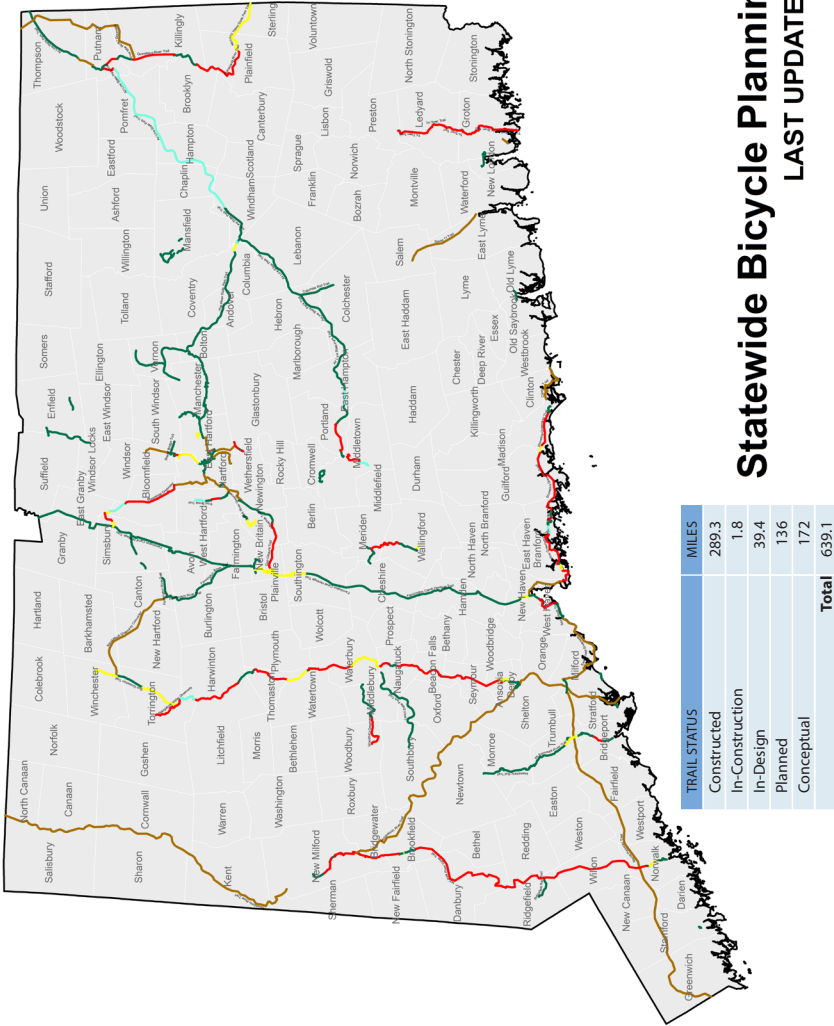 North Canaan
Colebrook
Hartland
Granby
Suffield
Enfield
Somers
Stafford
Union
Woodstock
Thompson
Norfolk
Canaan
Salisbury
Winchester
Barkhamsted
East Granby
Windsor Locks
East Windsor
Ellington
Tolland
Willington
Ashford
Eastford
Pomfret
Putnam
Killingly
Simsbury
Windsor
Bloomfield
South Windsor
Vernon
Canton
New Hartford
Torrington
Goshen
Cornwall
Sharon
Avon
West Hartford
Hartford
East Hartford
Manchester
Bolton
Coventry
Mansfield
Chaplin
Hampton
Brooklyn
Burlington
Harwinton
Litchfield
Warren
Kent
Farmington
New Britain
Newington
Wethersfield
Glastonbury
Andover
Columbia
Windham
Scotland
Canterbury
Plainfield
Sterling
Bristol
Plainville
Plymouth
Thomaston
Morris
Washington
Bethlehem
Watertown
Wolcott
Southington
Berlin
Rocky Hill
Cromwell
Portland
Marlborough
Hebron
Lebanon
Franklin
Sprague
Lisbon
Griswold
Voluntown
New Milford
Sherman
Roxbury
Woodbury
Waterbury
Middlebury
Cheshire
Meriden
Middletown
Middlefield
East Hampton
Colchester
Bozrah
Norwich
Preston
Bridgewater
Brookfield
New Fairfield
Southbury
Naugatuck
Prospect
Wallingford
Durham
Haddam
East Haddam
Salem
Montville
Ledyard
North Stonington
Danbury
Bethel
Newtown
Oxford
Beacon Falls
Bethany
Hamden
North Haven
North Branford
Killingworth
Chester
Deep River
Essex
Lyme
East Lyme
Waterford
New London
Groton
Stonington
Seymour
Woodbridge
Ansonia
Derby
Shelton
Monroe
Redding
Ridgefield
Easton
Trumbull
Orange
New Haven
West Haven
East Haven
Branford
Guilford
Madison
Clinton
Westbrook
Old Saybrook
Old Lyme
Milford
Stratford
Bridgeport
Fairfield
Weston
Wilton
Westport
Norwalk
New Canaan
Darien
Stamford
Greenwich
Statewide Bicycle Plannin
LAST UPDATE
TRAIL STATUS MILES
Constructed 289.3
In-Construction 1.8
In-Design 39.4
Planned 136
Conceptual 172
Total 639.1